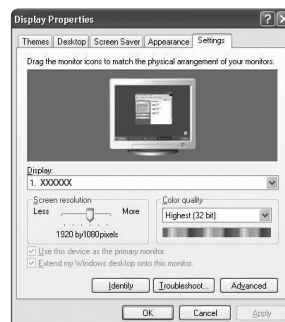 Display Properties
Themes Desktop Screen Saver Appearance Settings
Drag the monitor icons to match the physical arrangement of your monitors.
Display:
1. XXXXXX
Screen resolution
Less More
1920 by1080pixels
Color quality
Highest (32 bit)
Use this device as the primary monitor.
Extend my Windows desktop onto this monitor.
Identify Troubleshoot... Advanced
OK Cancel Apply